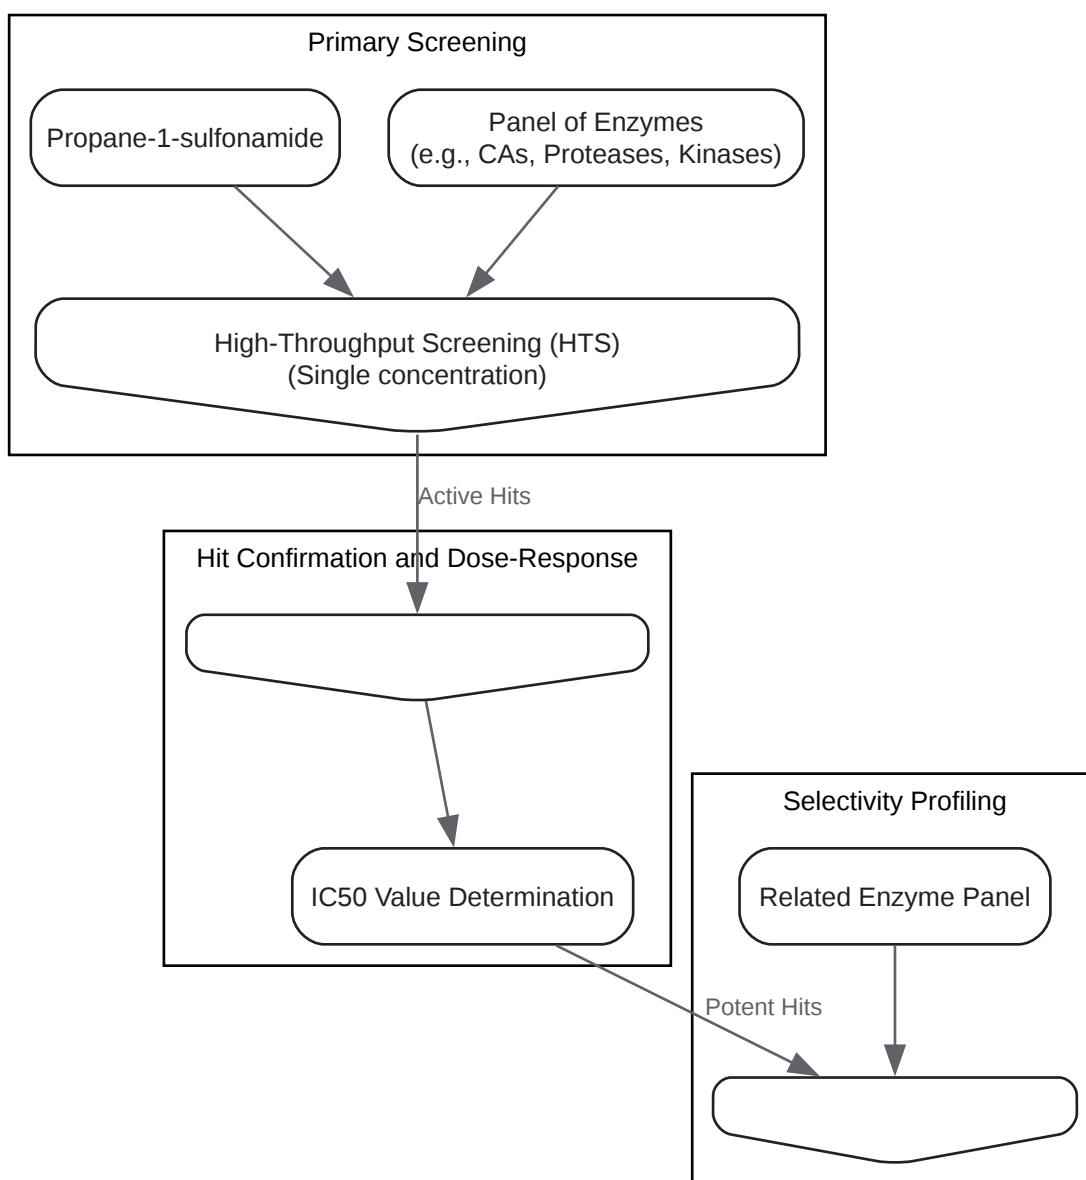 Primary Screening
Propane-1-sulfonamide
Panel of Enzymes
(e.g., CAs, Proteases, Kinases)
High-Throughput Screening (HTS)
(Single concentration)
Active Hits
Hit Confirmation and Dose-Response
IC50 Value Determination
Selectivity Profiling
Related Enzyme Panel
Potent Hits